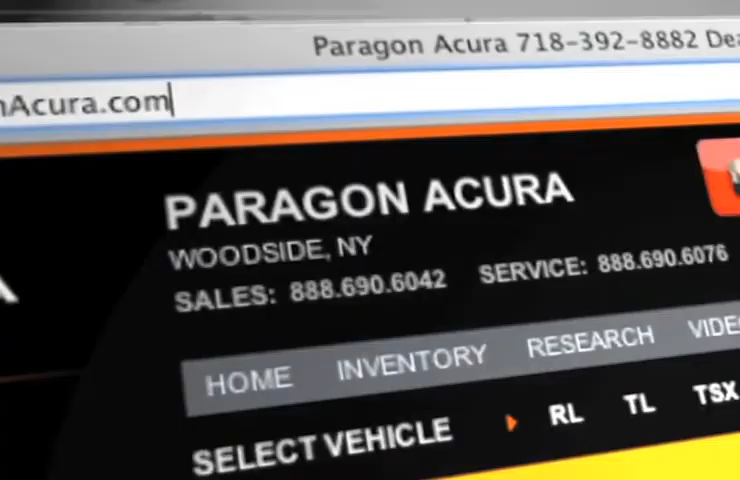 Paragon Acura 718-392-8882 Dea
nAcura.com
PARAGON ACURA
WOODSIDE, NY
SALES: 888.690.6042 SERVICE: 888.690.6076
HOME INVENTORY RESEARCH VIDEO
SELECT VEHICLE RL TL TSX